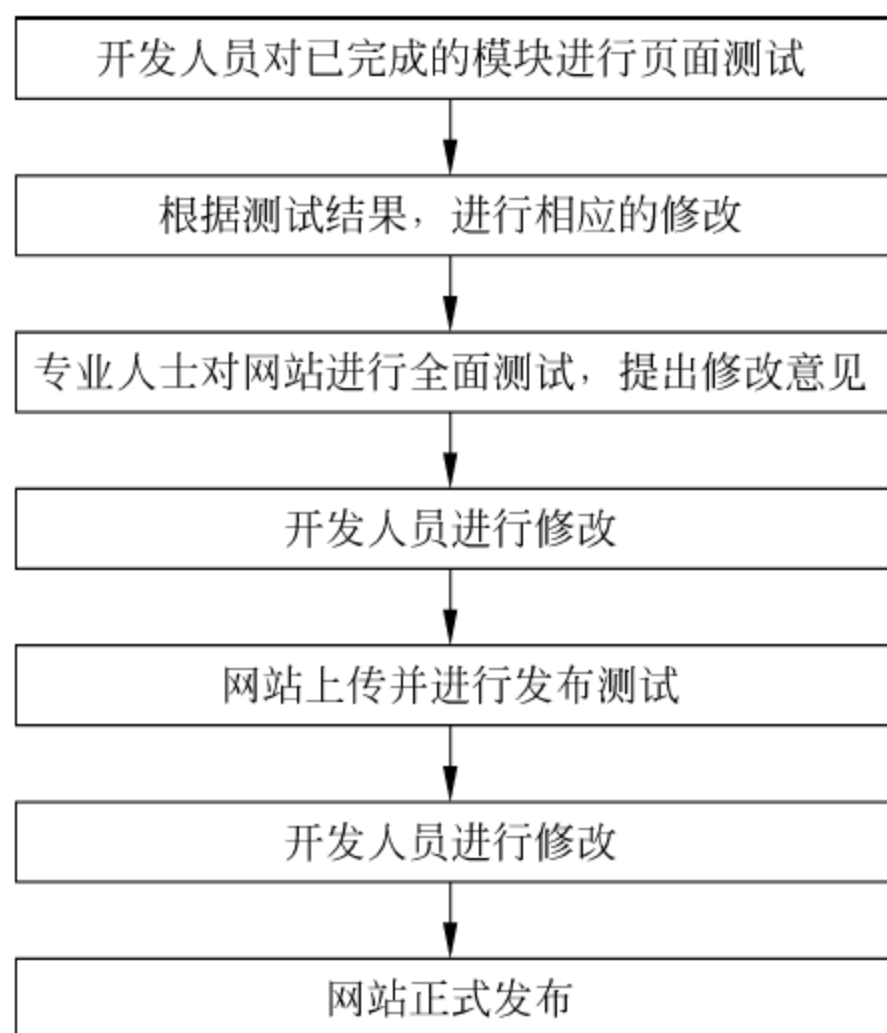 开发人员对已完成的模块进行页面测试
根据测试结果，进行相应的修改
专业人士对网站进行全面测试，提出修改意见
开发人员进行修改
网站上传并进行发布测试
开发人员进行修改
网站正式发布